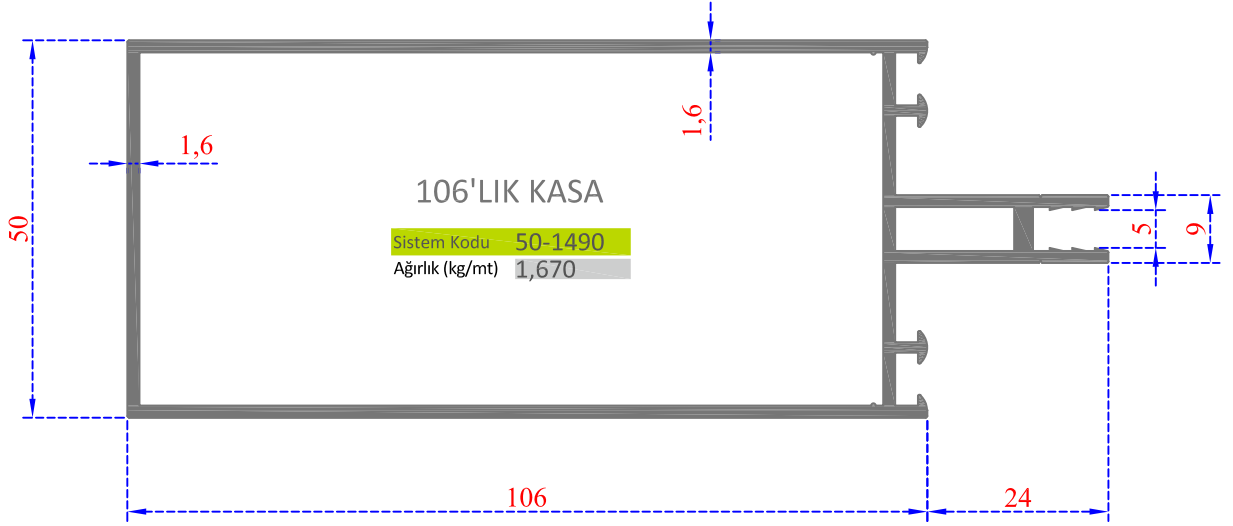 1,6
1,6
106'LIK KASA
50
5
9
Sistem Kodu 50-1490
Ağırlık (kg/mt) 1,670
106
24